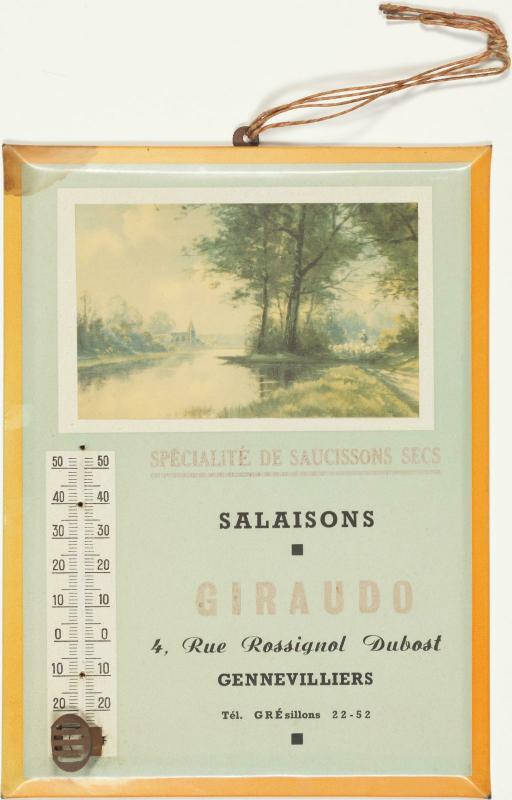 SPÉCIALITÉ DE SAUCISSONS SECS
50 50
40 40
30 30
20 20
10 10
0 0
10 10
20 20
SALAISONS
GIRAUDO
4, Rue Rossignol Dubost
GENNEVILLIERS
Tél. GRÉsillons 22-52